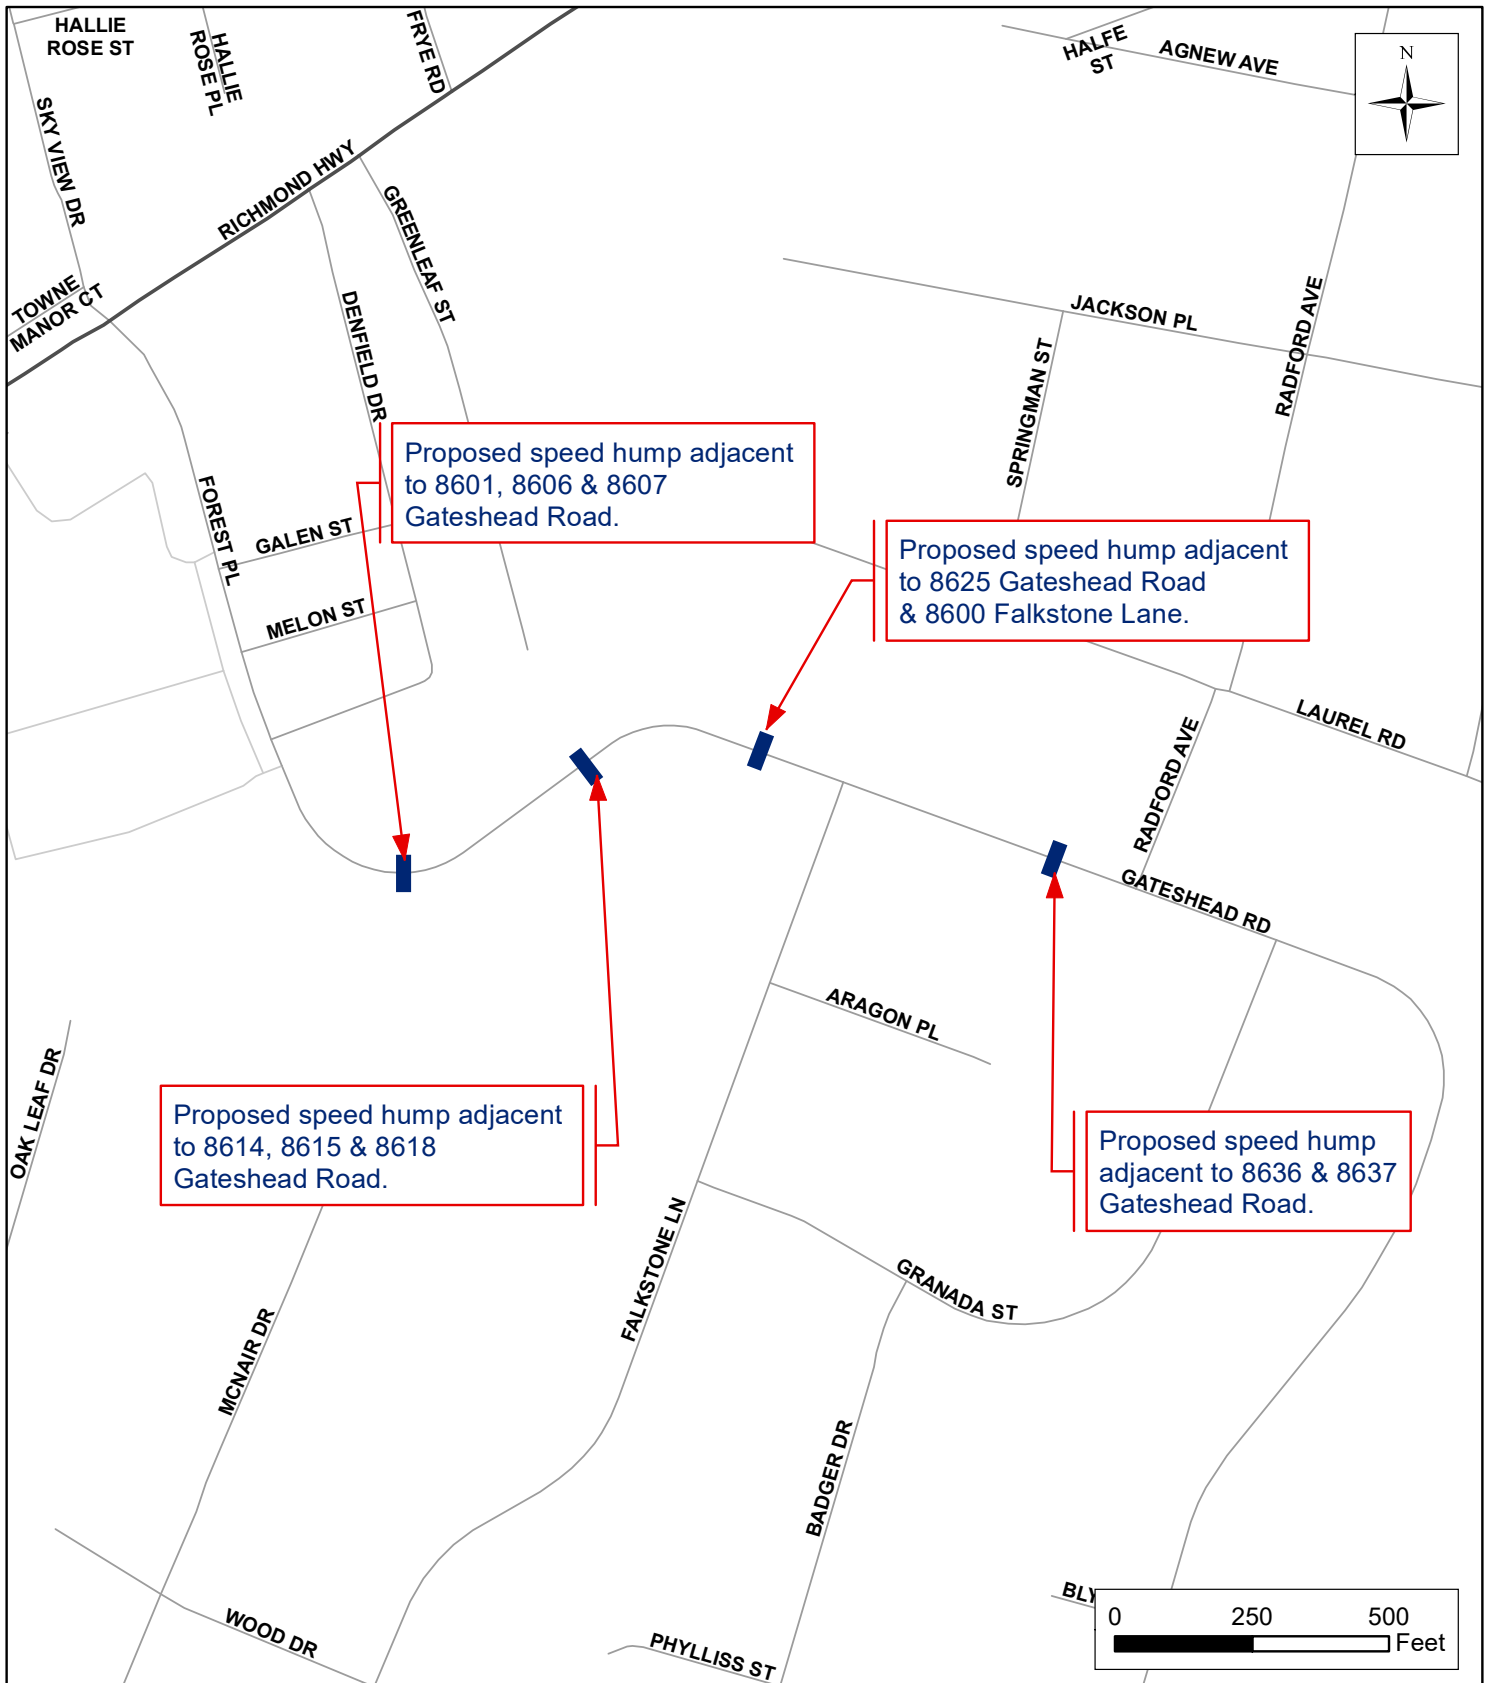 HALLIE
ROSE ST
HALLIE
ROSE PL
FRYE RD
HALFE
ST
AGNEW AVE
N
SKY VIEW DR
RICHMOND HWY
GREENLEAF ST
TOWNE
MANOR CT
DENFIELD DR
JACKSON PL
RADFORD AVE
SPRINGMAN ST
Proposed speed hump adjacent
to 8601, 8606 & 8607
Gateshead Road.
FOREST PL
GALEN ST
MELON ST
Proposed speed hump adjacent
to 8625 Gateshead Road
& 8600 Falkstone Lane.
LAUREL RD
RADFORD AVE
GATESHEAD RD
ARAGON PL
OAK LEAF DR
Proposed speed hump adjacent
to 8614, 8615 & 8618
Gateshead Road.
Proposed speed hump
adjacent to 8636 & 8637
Gateshead Road.
FALKSTONE LN
GRANADA ST
MCNAIR DR
BADGER DR
WOOD DR
PHYLLISS ST
0 250 500
Feet